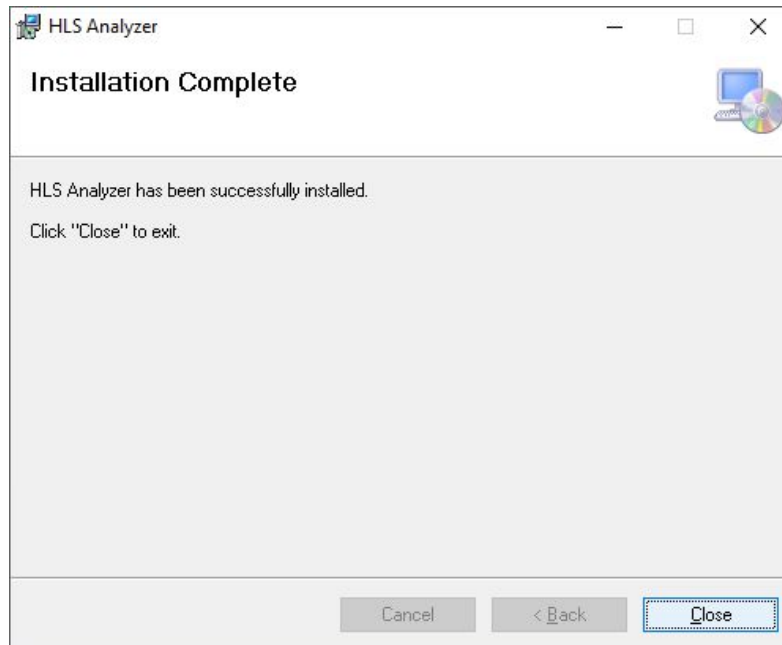 HLS Analyzer
Installation Complete
HLS Analyzer has been successfully installed.
Click "Close" to exit.
Cancel
< Back
Close